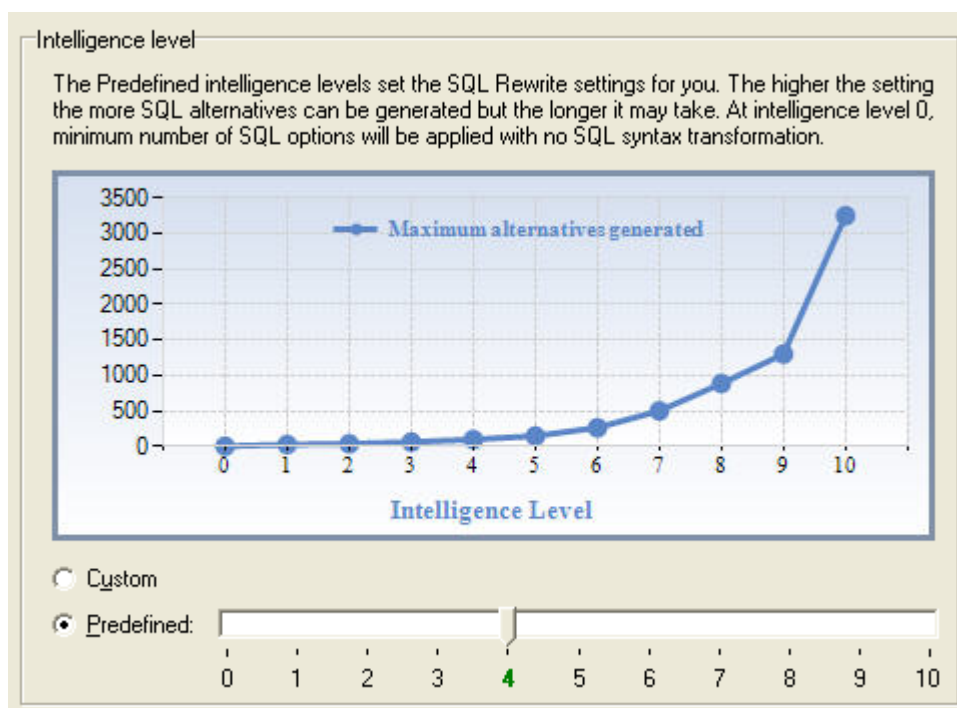 Intelligence level
The Predefined intelligence levels set the SQL Rewrite settings for you. The higher the setting
the more SQL alternatives can be generated but the longer it may take. At intelligence level 0,
minimum number of SQL options will be applied with no SQL syntax transformation.
3500
Maximum alternatives generated
3000
2500
2000
1500
1000
500
0
0 1 2 3 4 5 6 7 8 9 10
Intelligence Level
Custom
Predefined:
0 1 2 3 4 5 6 7 8 9 10